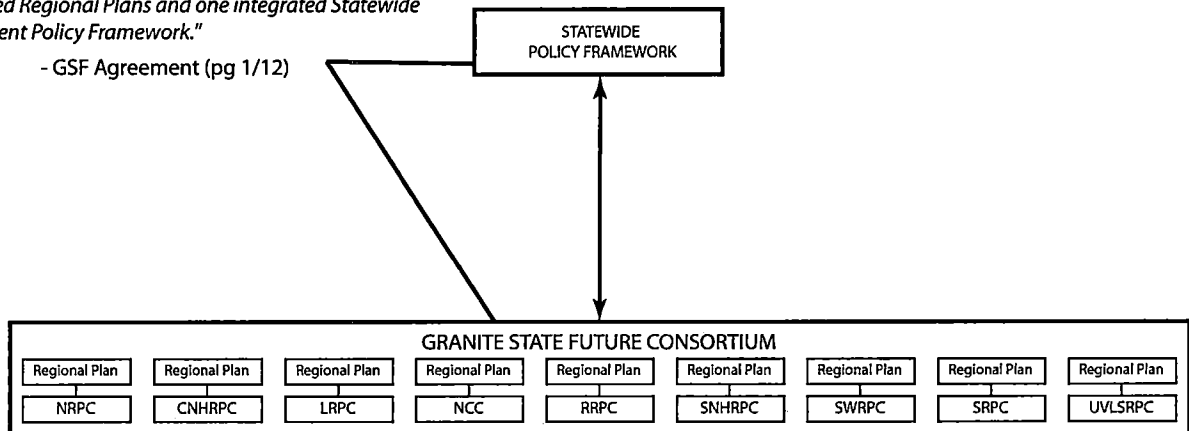 ed Regional Plans and one integrated Statewide
ent Policy Framework."
- GSF Agreement (pg 1/12)
STATEWIDE
POLICY FRAMEWORK
GRANITE STATE FUTURE CONSORTIUM
Regional Plan Regional Plan Regional Plan Regional Plan Regional Plan Regional Plan Regional Plan Regional Plan Regional Plan
NRPC CNHRPC LRPC NCC RRPC SNHRPC SWRPC SRPC UVLSRPC